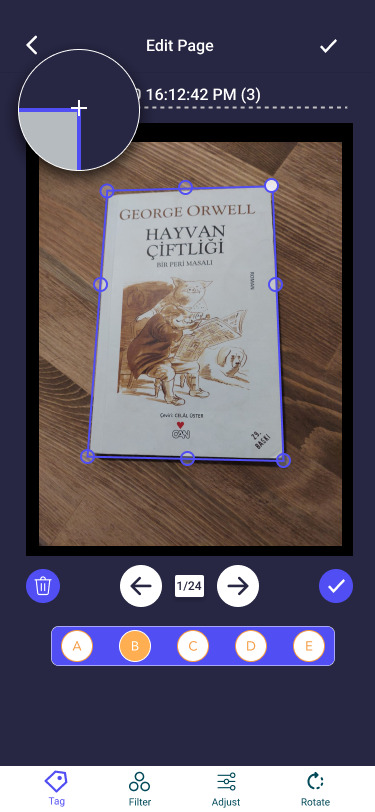 Edit Page
16:12:42 PM (3)
GEORGE ORWELL
HAYVAN
ÇİFTLİĞİ
BİR PERİ MASALI
ROMAN
Çeviri: CELÂL ÜSTER
CAN
29.
BASKI
1/24
A B C D E
Tag Filter Adjust Rotate